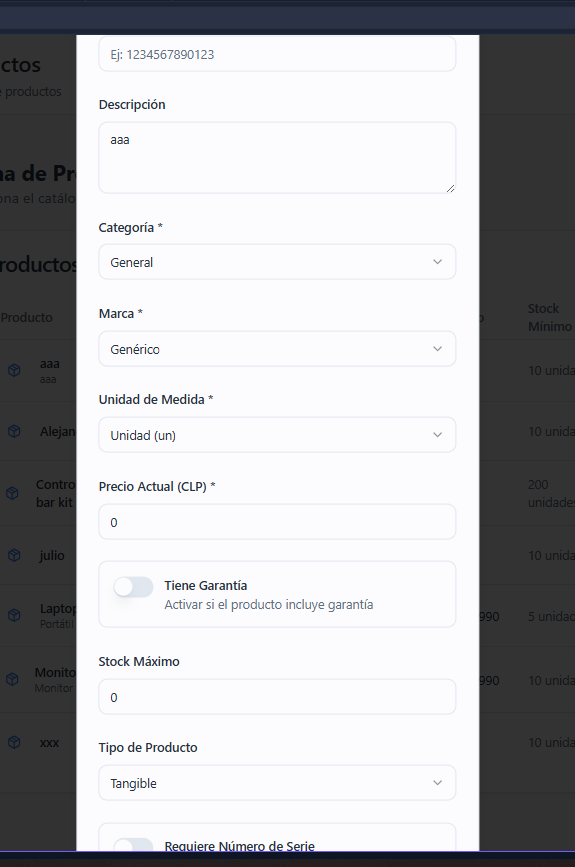 Ej: 1234567890123
Descripción
aaa
Categoría *
General
Marca *
Genérico
Unidad de Medida *
Unidad (un)
Precio Actual (CLP) *
0
Tiene Garantía
Activar si el producto incluye garantía
Stock Máximo
0
Tipo de Producto
Tangible
Requiere Número de Serie
ctos
e productos
na de Pr
ona el catálo
roductos
Producto
Stock
Mínimo
aaa
aaa
10 unida
Alejan
10 unida
Contro
bar kit
200
unidades
julio
10 unida
Laptop
Portátil
990
5 unidad
Monito
Monitor
990
10 unida
xxx
10 unida